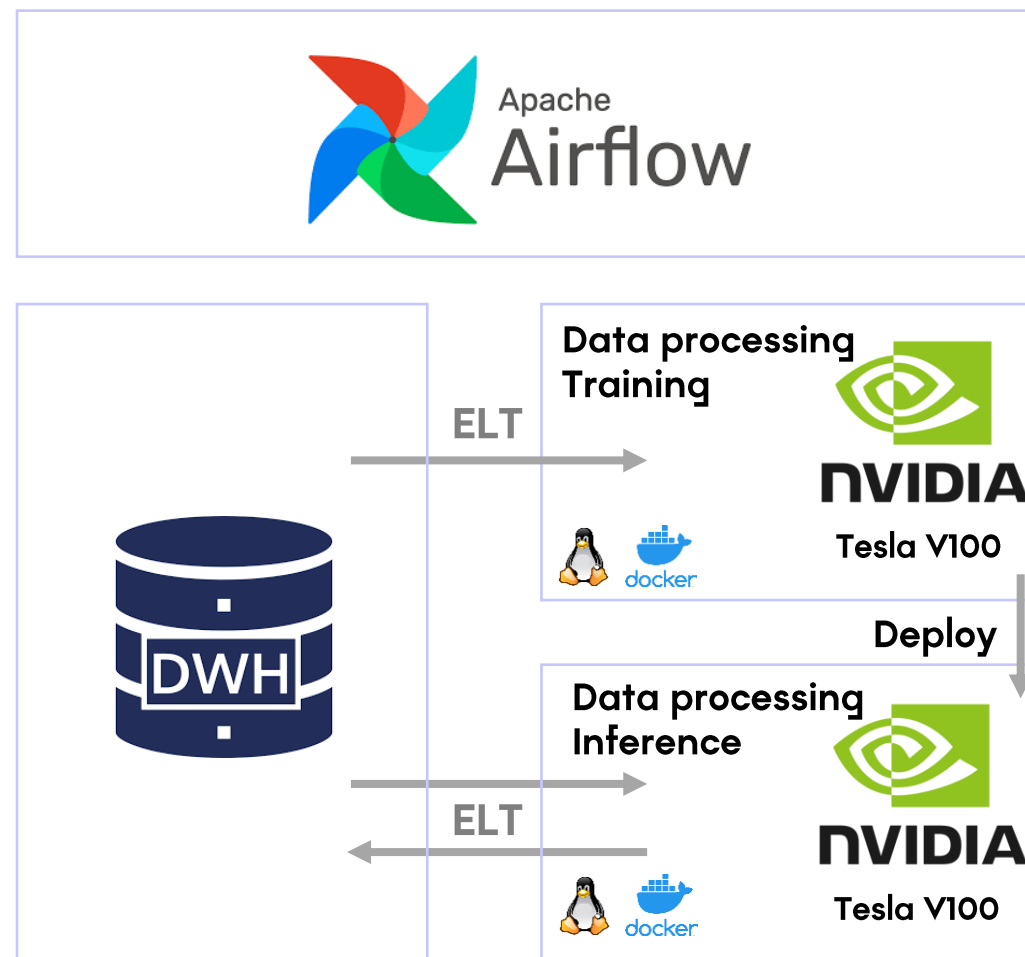 Apache
Airflow
Data processing
Training
ELT
NVIDIA
Tesla V100
docker
Deploy
DWH
Data processing
Inference
ELT
NVIDIA
Tesla V100
docker